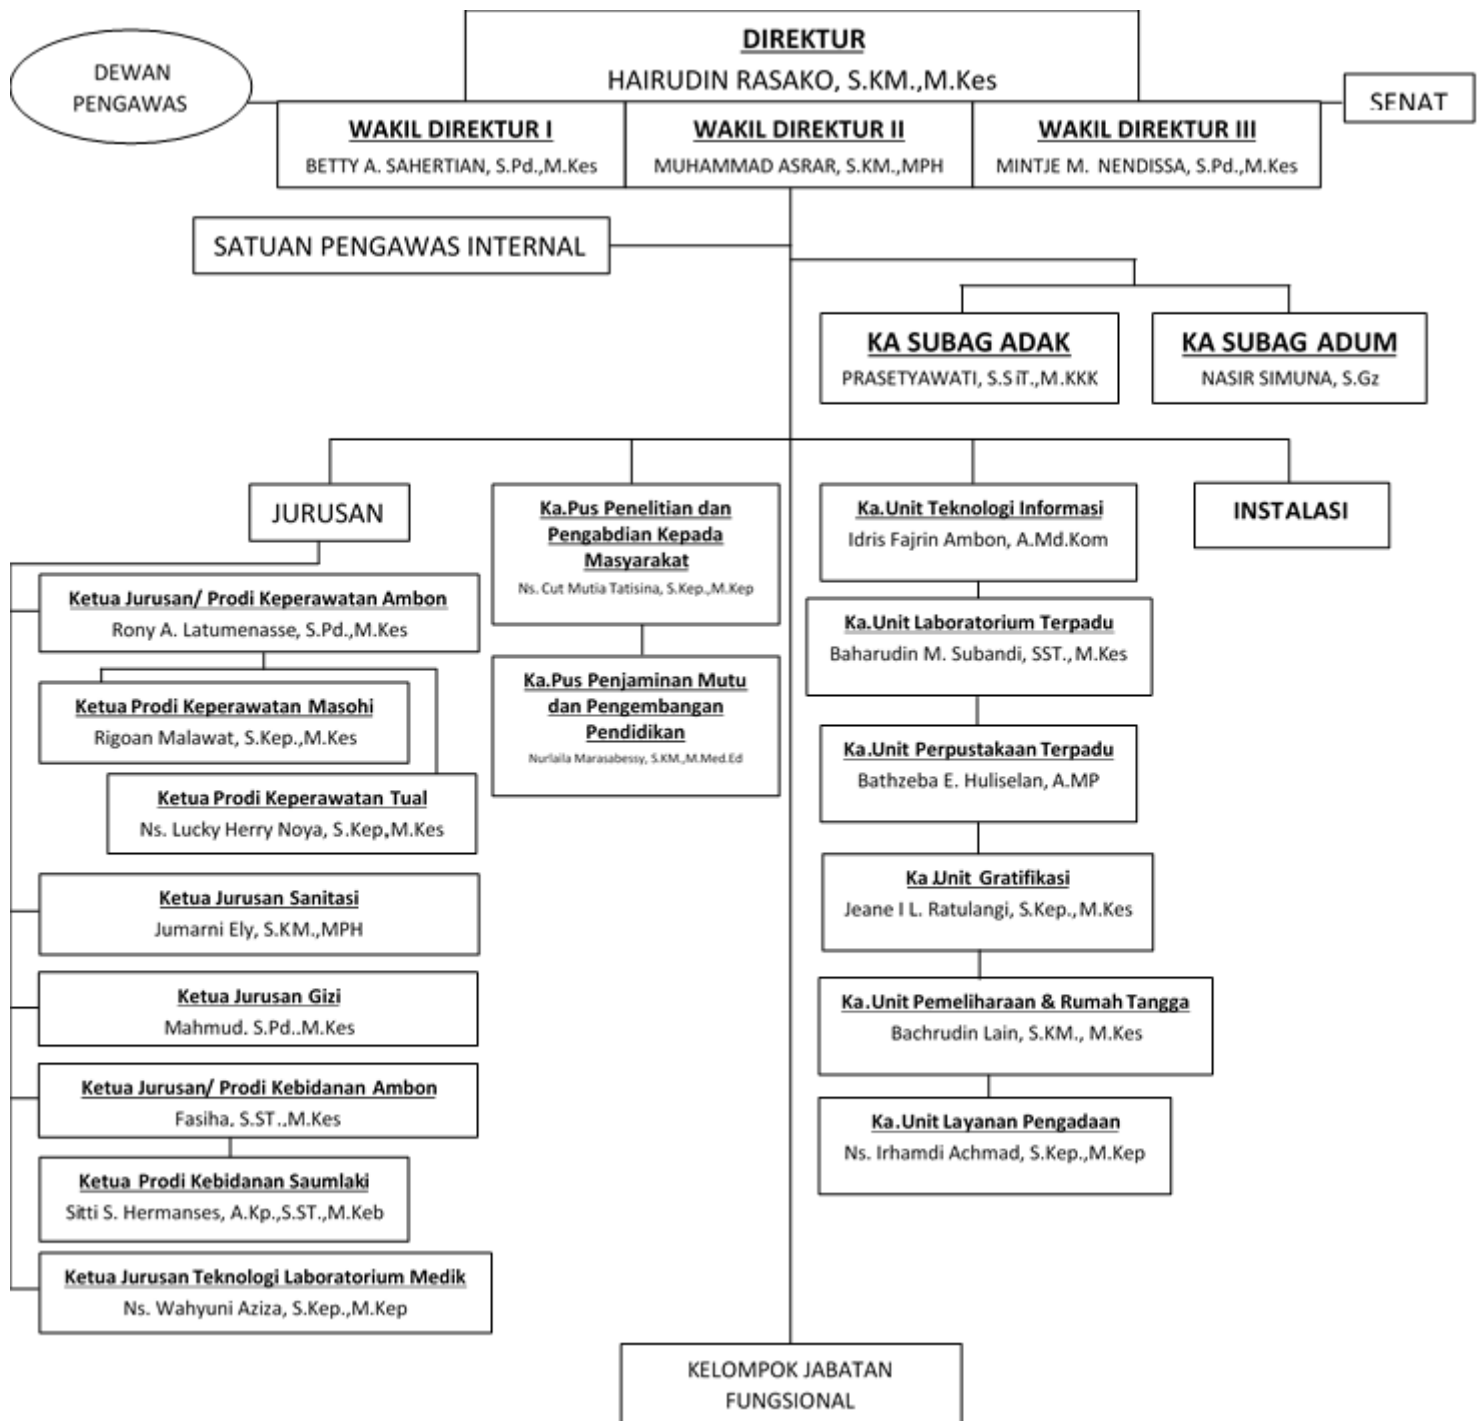 DEWAN
PENGAWAS
DIREKTUR
HAIRUDIN RASAKO, S.KM.,M.Kes
SENAT
WAKIL DIREKTUR I
BETTY A. SAHERTIAN, S.Pd.,M.Kes
WAKIL DIREKTUR II
MUHAMMAD ASRAR, S.KM.,MPH
WAKIL DIREKTUR III
MINTJE M. NENDISSA, S.Pd.,M.Kes
SATUAN PENGAWAS INTERNAL
KA SUBAG ADAK
PRASETYAWATI, S.SiT.,M.KKK
KA SUBAG ADUM
NASIR SIMUNA, S.Gz
JURUSAN
Ketua Jurusan/ Prodi Keperawatan Ambon
Rony A. Latumenasse, S.Pd.,M.Kes
Ketua Prodi Keperawatan Masohi
Rigoan Malawat, S.Kep.,M.Kes
Ketua Prodi Keperawatan Tual
Ns. Lucky Herry Noya, S.Kep,M.Kes
Ketua Jurusan Sanitasi
Jumarni Ely, S.KM.,MPH
Ketua Jurusan Gizi
Mahmud. S.Pd..M.Kes
Ketua Jurusan/ Prodi Kebidanan Ambon
Fasiha. S.ST..M.Kes
Ketua Prodi Kebidanan Saumlaki
Sitti S. Hermanses, A.Kp.,S.ST.,M.Keb
Ketua Jurusan Teknologi Laboratorium Medik
Ns. Wahyuni Aziza, S.Kep.,M.Kep
Ka.Pus Penelitian dan
Pengabdian Kepada
Masyarakat
Ns. Cut Mutia Tatisina, S.Kep.,M.Kep
Ka.Pus Penjaminan Mutu
dan Pengembangan
Pendidikan
Nurlaila Marasabessy, S.KM.,M.Med.Ed
Ka.Unit Teknologi Informasi
Idris Fajrin Ambon, A.Md.Kom
Ka.Unit Laboratorium Terpadu
Baharudin M. Subandi, SST., M.Kes
Ka.Unit Perpustakaan Terpadu
Bathzeba E. Huliselan, A.MP
Ka.Unit Gratifikasi
Jeane I L. Ratulangi, S.Kep., M.Kes
Ka.Unit Pemeliharaan & Rumah Tangga
Bachrudin Lain, S.KM., M.Kes
Ka.Unit Layanan Pengadaan
Ns. Irhamdi Achmad, S.Kep.,M.Kep
INSTALASI
KELOMPOK JABATAN
FUNGSIONAL